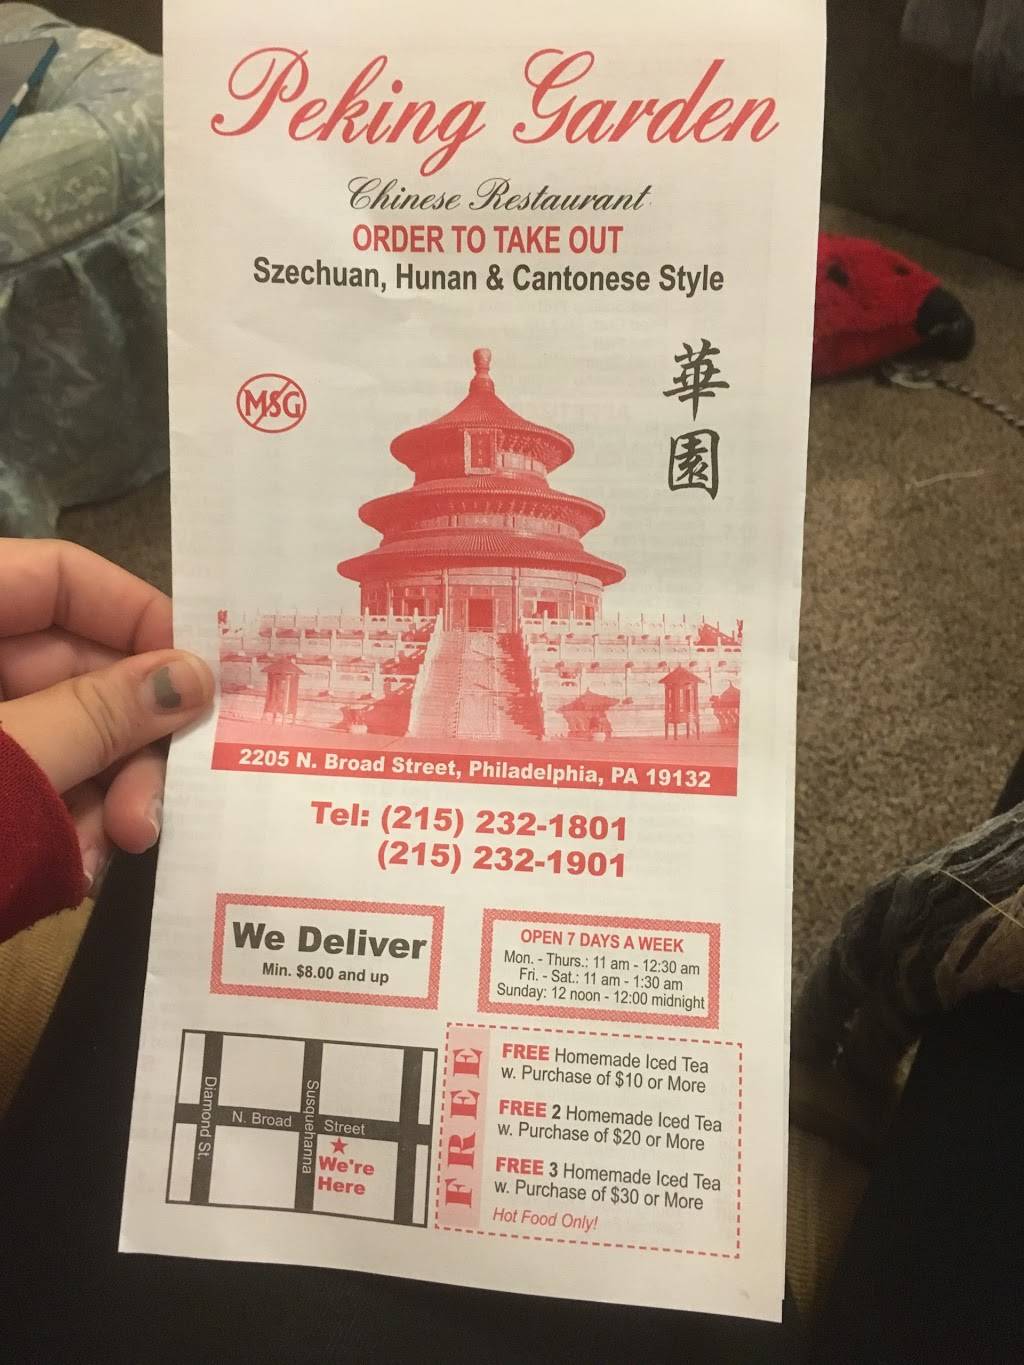 Peking Garden
Chinese Restaurant
ORDER TO TAKE OUT
Szechuan, Hunan & Cantonese Style
MSG
華
園
2205 N. Broad Street, Philadelphia, PA 19132
Tel: (215) 232-1801
(215) 232-1901
We Deliver
Min. $8.00 and up
OPEN 7 DAYS A WEEK
Mon. - Thurs.: 11 am - 12:30 am
Fri. - Sat.: 11 am - 1:30 am
Sunday: 12 noon - 12:00 midnight
Diamond St.
N. Broad Street
Susquehanna
We're
Here
FREE
FREE Homemade Iced Tea
w. Purchase of $10 or More
FREE 2 Homemade Iced Tea
w. Purchase of $20 or More
FREE 3 Homemade Iced Tea
w. Purchase of $30 or More
Hot Food Only!